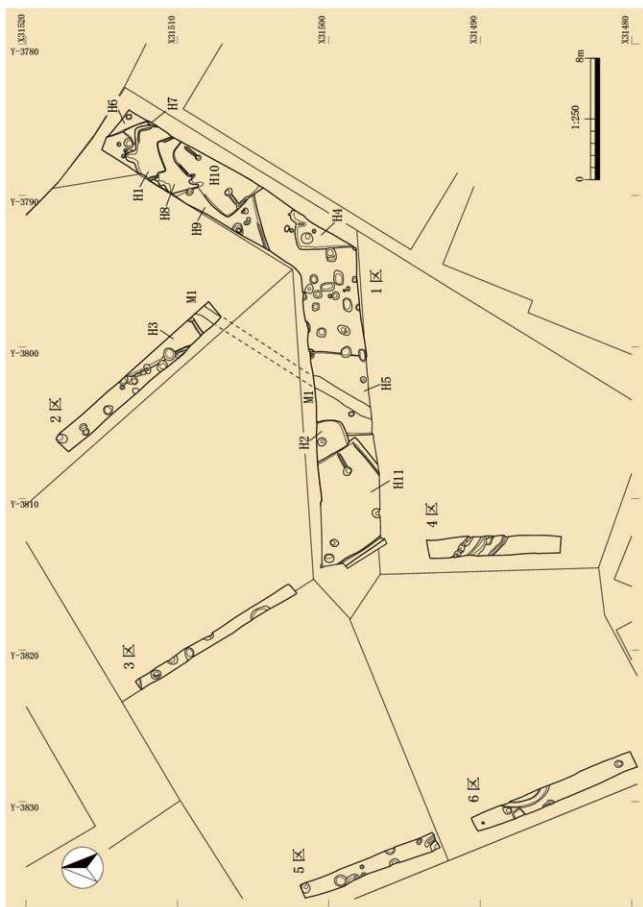 X31520
X31510
X31500
X31490
X31480
Y-3780
Y-3790
Y-3800
Y-3810
Y-3820
Y-3830
8m
1:250
0
H6
H7
H1
H8
H10
H9
H4
1区
M1
H3
2区
H5
M1
H2
H11
4区
3区
6区
5区